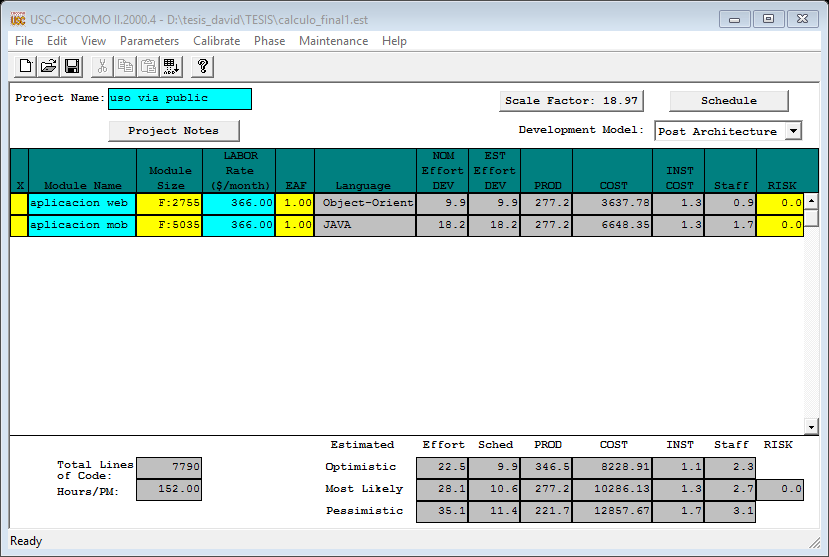 USC-COCOMO II.2000.4 - D:\tesis_david\TESIS\calculo_final1.est
File Edit View Parameters Calibrate Phase Maintenance Help
Project Name: uso via public Scale Factor: 18.97 Schedule
Project Notes Development Model: Post Architecture
X Module Name Module Size LABOR Rate ($/month) EAF Language NOM Effort DEV EST Effort DEV PROD COST INST COST Staff RISK
aplicacion web F:2755 366.00 1.00 Object-Orient 9.9 9.9 277.2 3637.78 1.3 0.9 0.0
aplicacion mob F:5035 366.00 1.00 JAVA 18.2 18.2 277.2 6648.35 1.3 1.7 0.0
Estimated Effort Sched PROD COST INST Staff RISK
Total Lines of Code: 7790 Optimistic 22.5 9.9 346.5 8228.91 1.1 2.3
Hours/PM: 152.00 Most Likely 28.1 10.6 277.2 10286.13 1.3 2.7 0.0
Pessimistic 35.1 11.4 221.7 12857.67 1.7 3.1
Ready